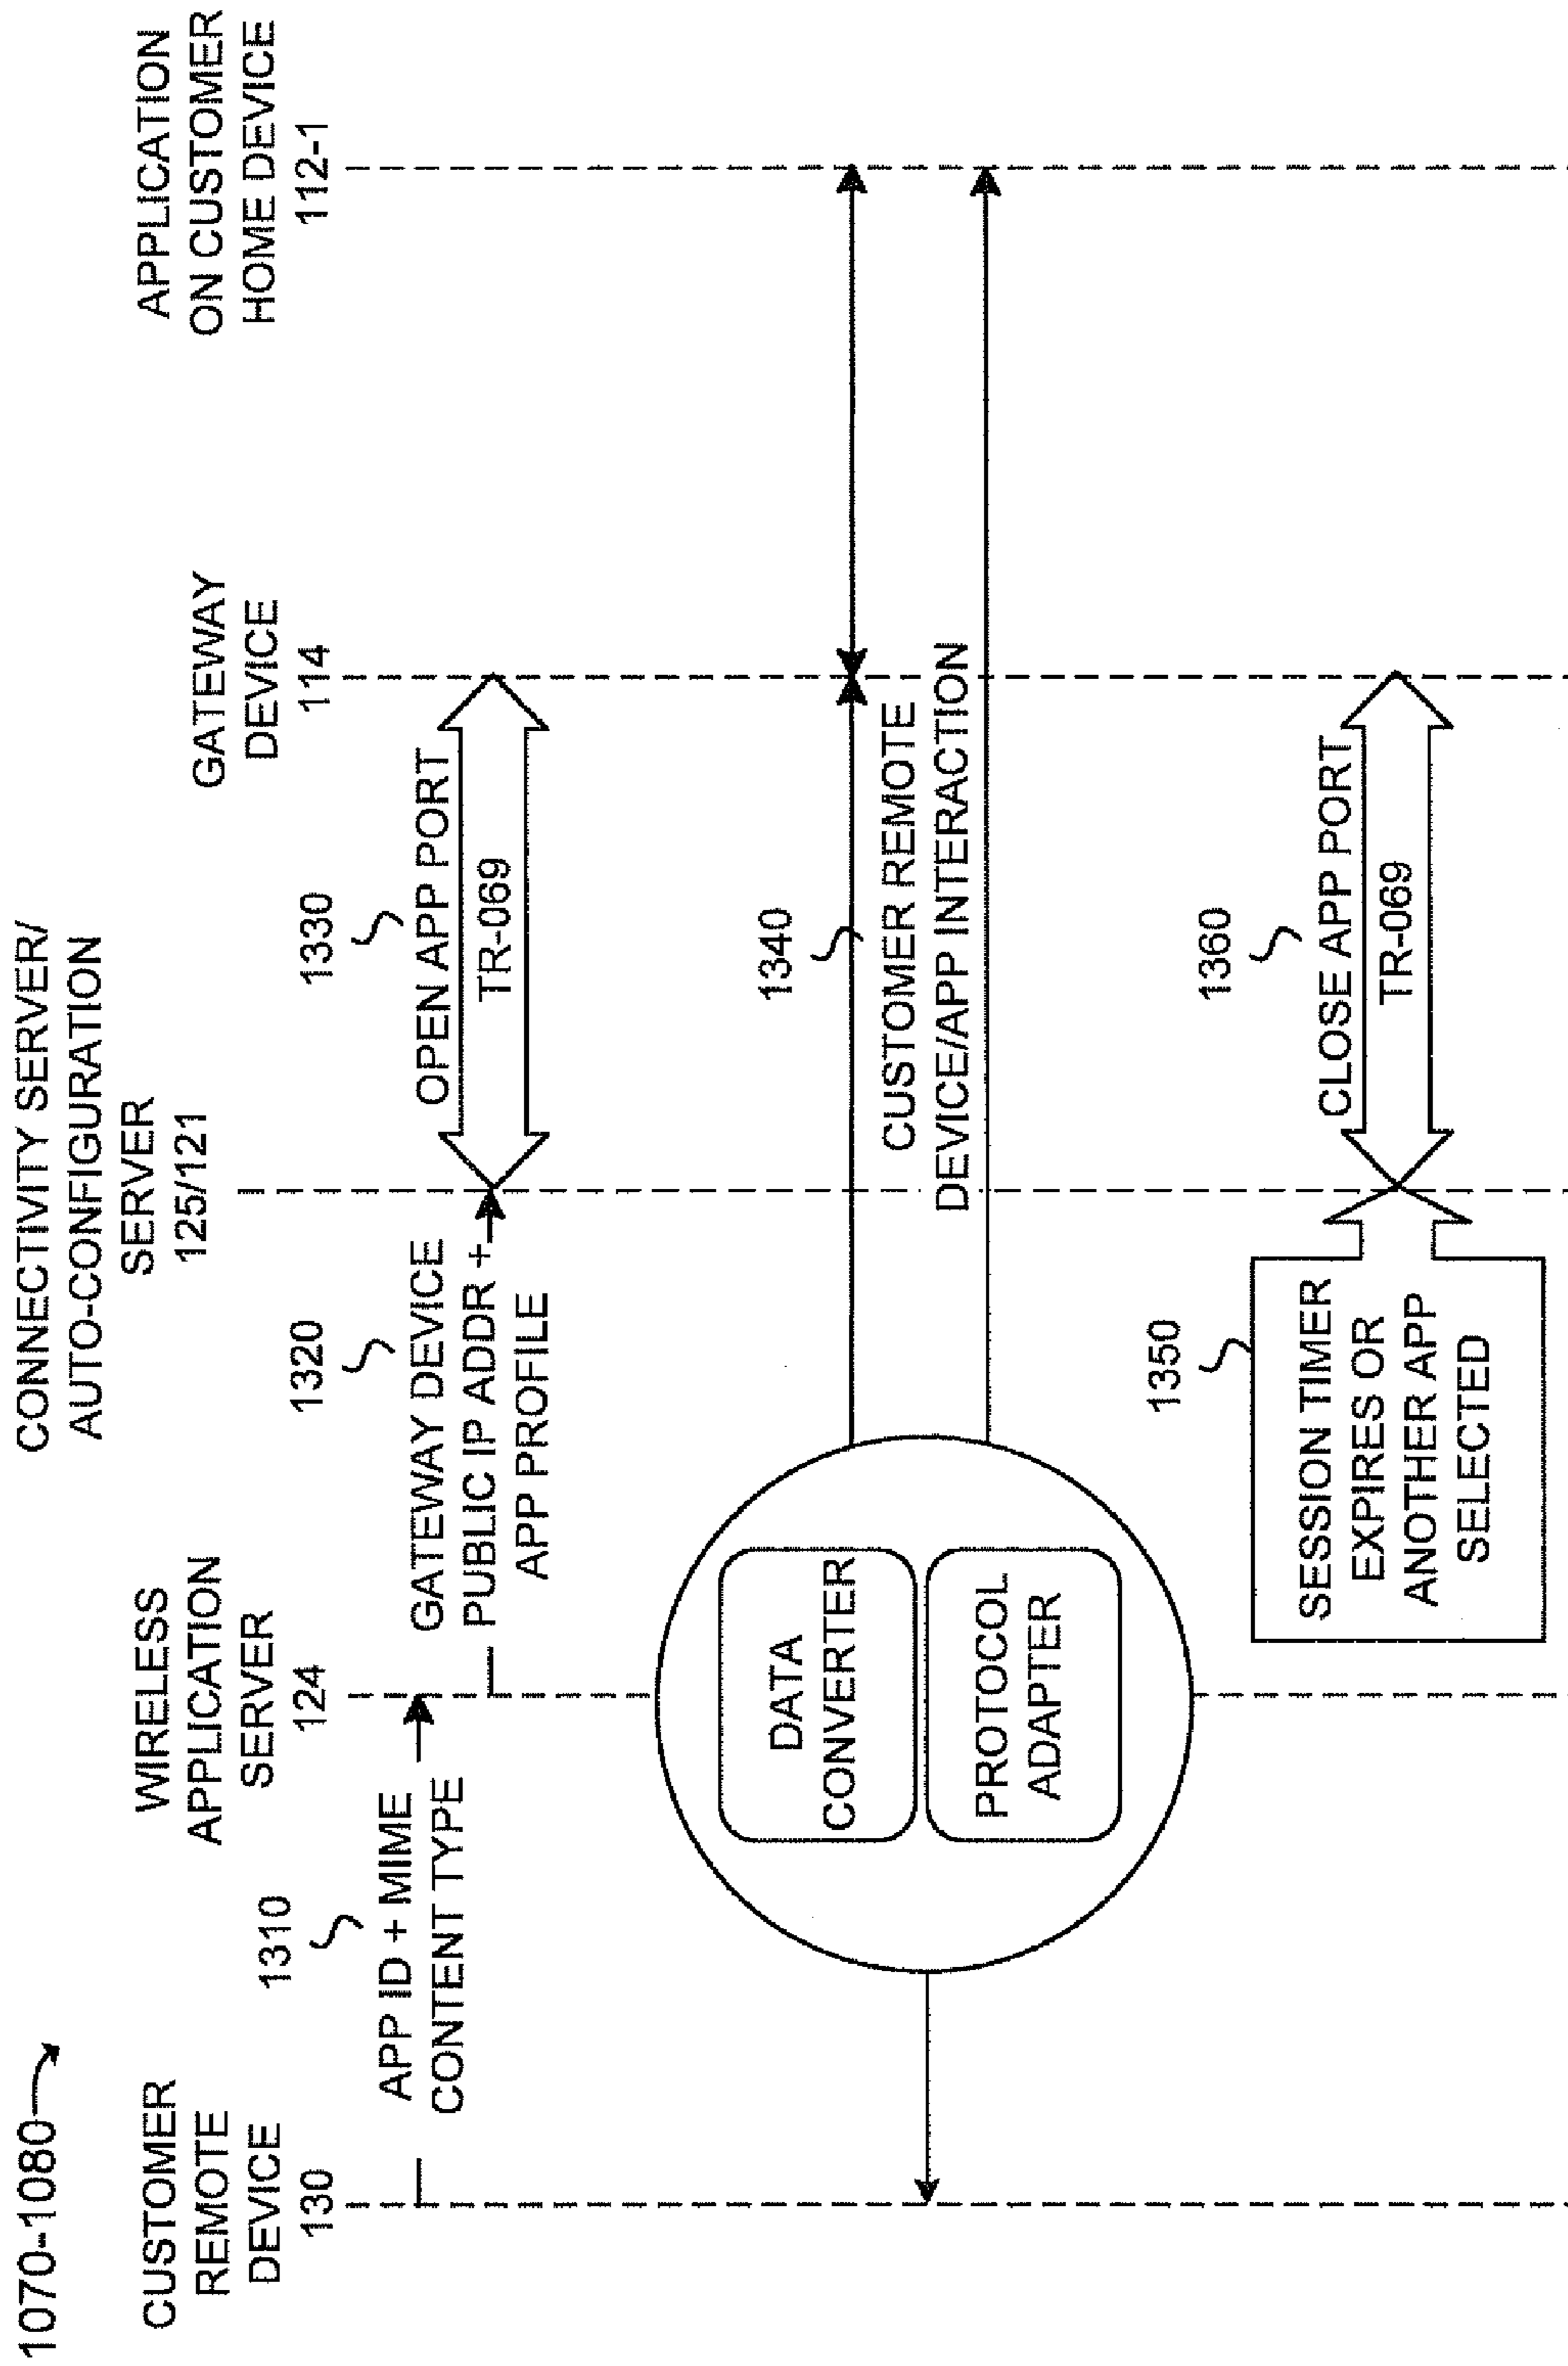 1070-1080
CUSTOMER
REMOTE
DEVICE
130
WIRELESS
APPLICATION
SERVER
124
CONNECTIVITY SERVER/
AUTO-CONFIGURATION
SERVER
125/121
GATEWAY
DEVICE
114
APPLICATION
ON CUSTOMER
HOME DEVICE
112-1
1310
APP ID + MIME
CONTENT TYPE
1320
GATEWAY DEVICE
PUBLIC IP ADDR +
APP PROFILE
1330
OPEN APP PORT
TR-069
DATA
CONVERTER
PROTOCOL
ADAPTER
1340
CUSTOMER REMOTE
DEVICE/APP INTERACTION
1350
SESSION TIMER
EXPIRES OR
ANOTHER APP
SELECTED
1360
CLOSE APP PORT
TR-069